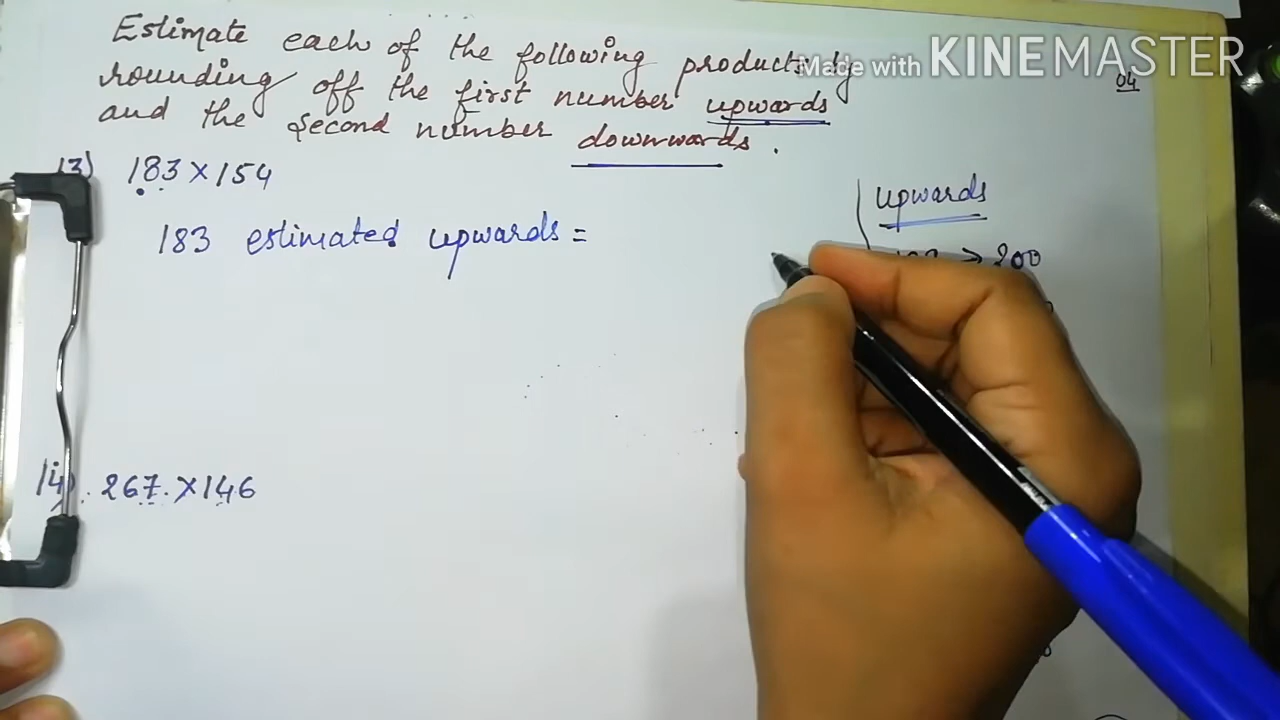 Estimate each of the following products by
Made with KINEMASTER
rounding off the first number upwards
04
and the second number downwards.
13) 183 × 154
upwards
183 estimated upwards =
→ 200
14) 267 × 146